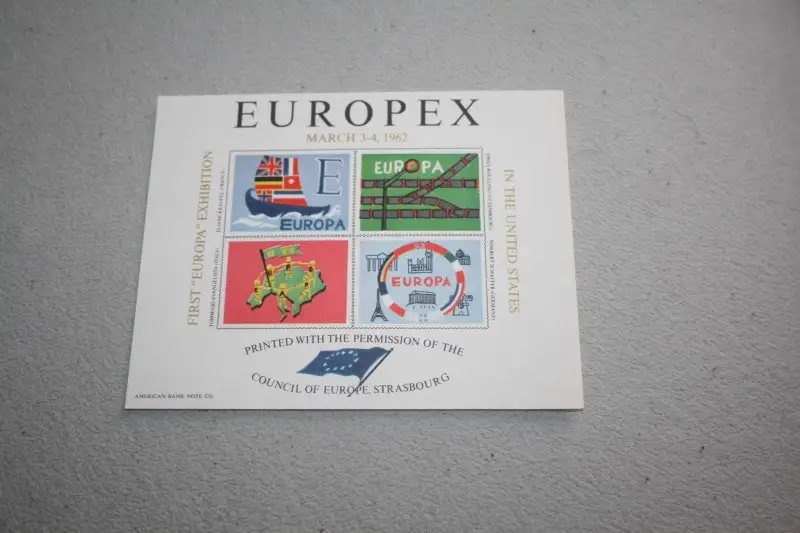 EUROPEX
MARCH 3-4, 1962
FIRST "EUROPA" EXHIBITION
IN THE UNITED STATES
E
EUROPA
EUROPA
EUROPA
PRINTED WITH THE PERMISSION OF THE
COUNCIL OF EUROPE, STRASBOURG
AMERICAN BANK NOTE CO.